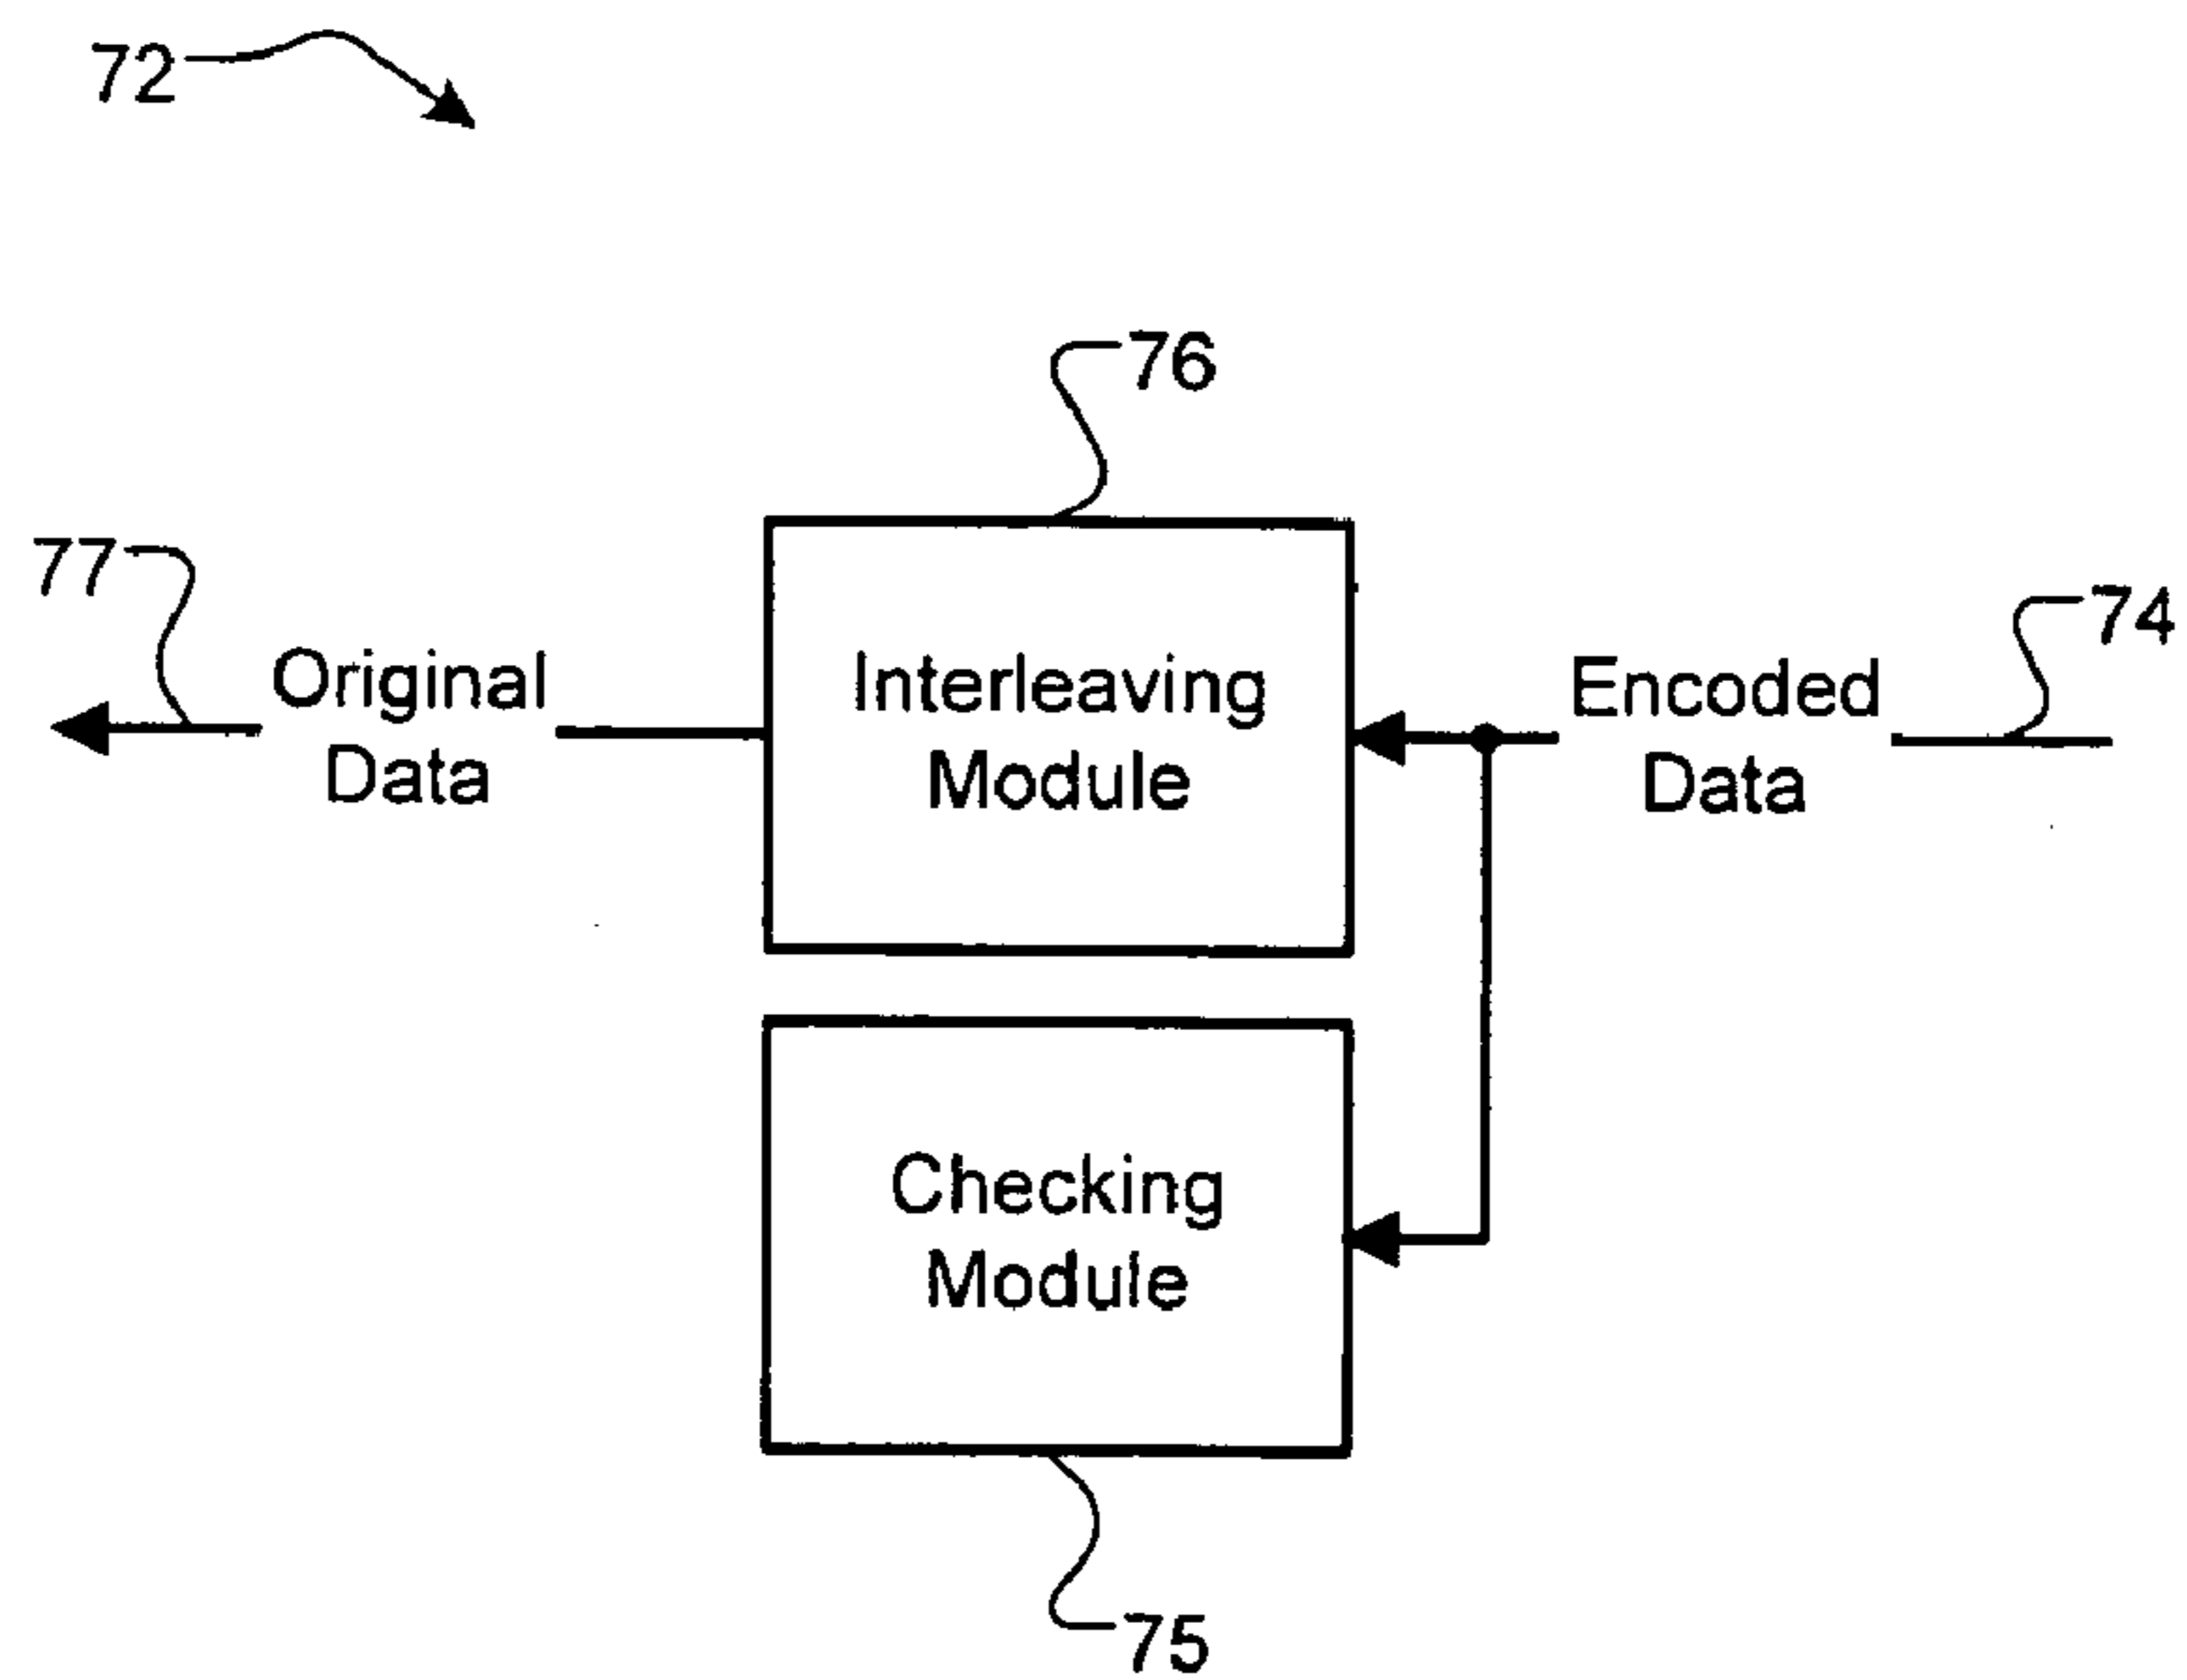 72
76
77
74
Original
Data
Interleaving
Module
Encoded
Data
Checking
Module
75